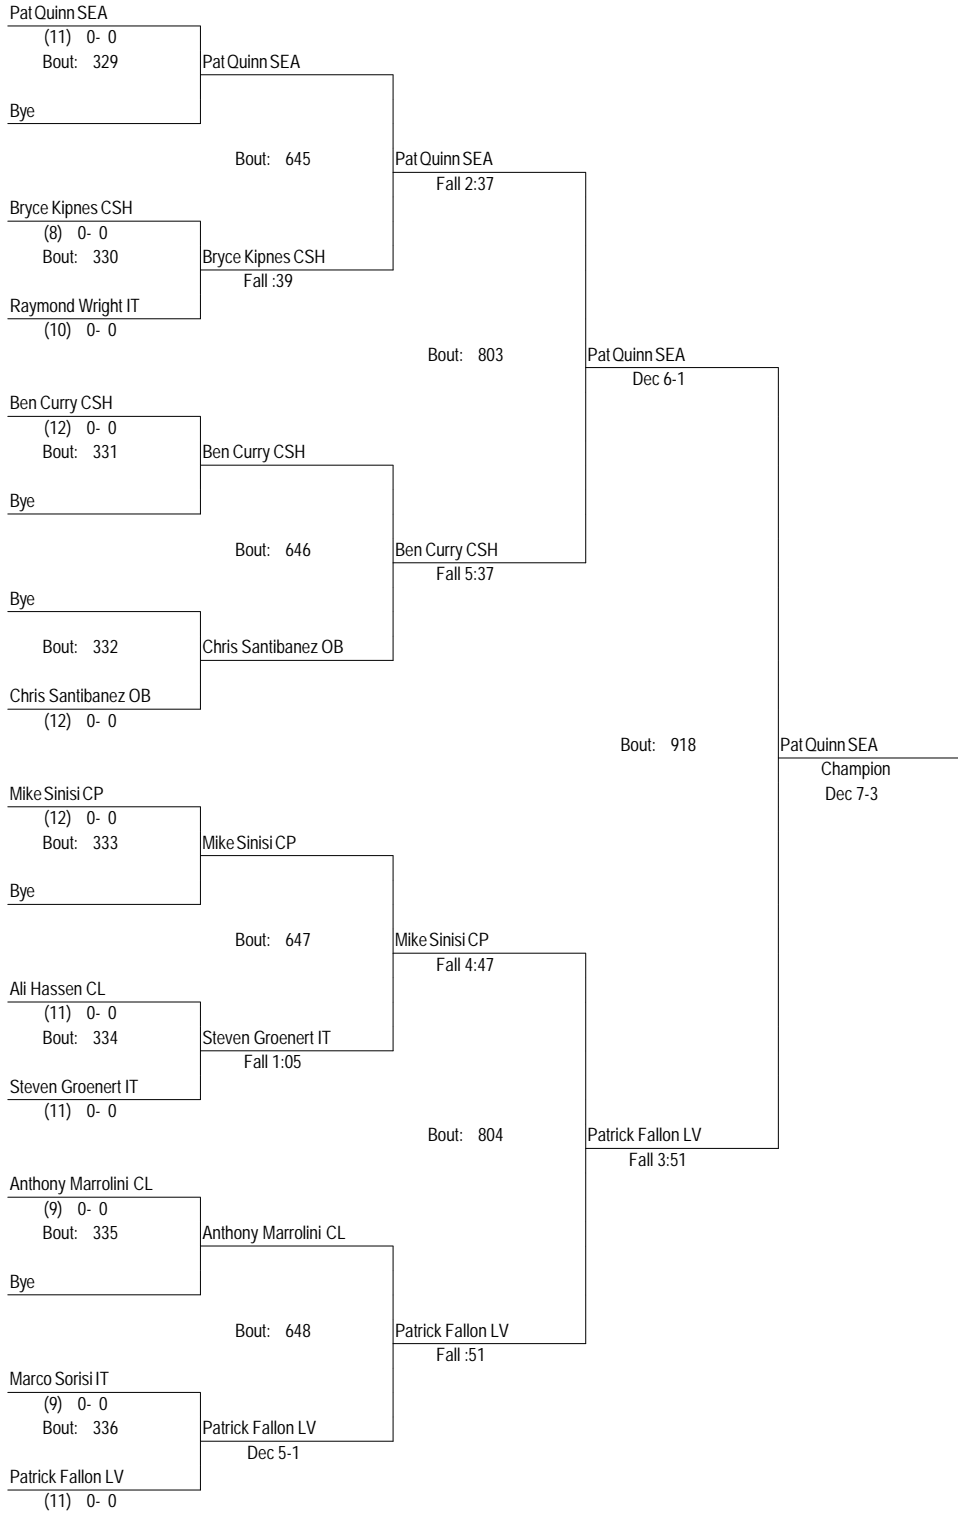 Pat Quinn SEA
(11) 0- 0
Bout: 329
Pat Quinn SEA
Bye
Bout: 645
Pat Quinn SEA
Fall 2:37
Bryce Kipnes CSH
(8) 0- 0
Bout: 330
Bryce Kipnes CSH
Fall :39
Raymond Wright IT
(10) 0- 0
Bout: 803
Pat Quinn SEA
Dec 6-1
Ben Curry CSH
(12) 0- 0
Bout: 331
Ben Curry CSH
Bye
Bout: 646
Ben Curry CSH
Fall 5:37
Bye
Bout: 332
Chris Santibanez OB
Chris Santibanez OB
(12) 0- 0
Bout: 918
Pat Quinn SEA
Champion
Dec 7-3
Mike Sinisi CP
(12) 0- 0
Bout: 333
Mike Sinisi CP
Bye
Bout: 647
Mike Sinisi CP
Fall 4:47
Ali Hassen CL
(11) 0- 0
Bout: 334
Steven Groenert IT
Fall 1:05
Steven Groenert IT
(11) 0- 0
Bout: 804
Patrick Fallon LV
Fall 3:51
Anthony Marrolini CL
(9) 0- 0
Bout: 335
Anthony Marrolini CL
Bye
Bout: 648
Patrick Fallon LV
Fall :51
Marco Sorisi IT
(9) 0- 0
Bout: 336
Patrick Fallon LV
Dec 5-1
Patrick Fallon LV
(11) 0- 0